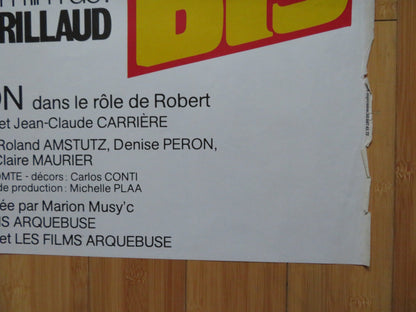 RILLAUD
BIS
ON dans le rôle de Robert
et Jean-Claude CARRIÈRE
Roland AMSTUTZ, Denise PERON,
Claire MAURIER
OMTE - décors : Carlos CONTI
de production : Michelle PLAA
ée par Marion Musy'c
MS ARQUEBUSE
et LES FILMS ARQUEBUSE